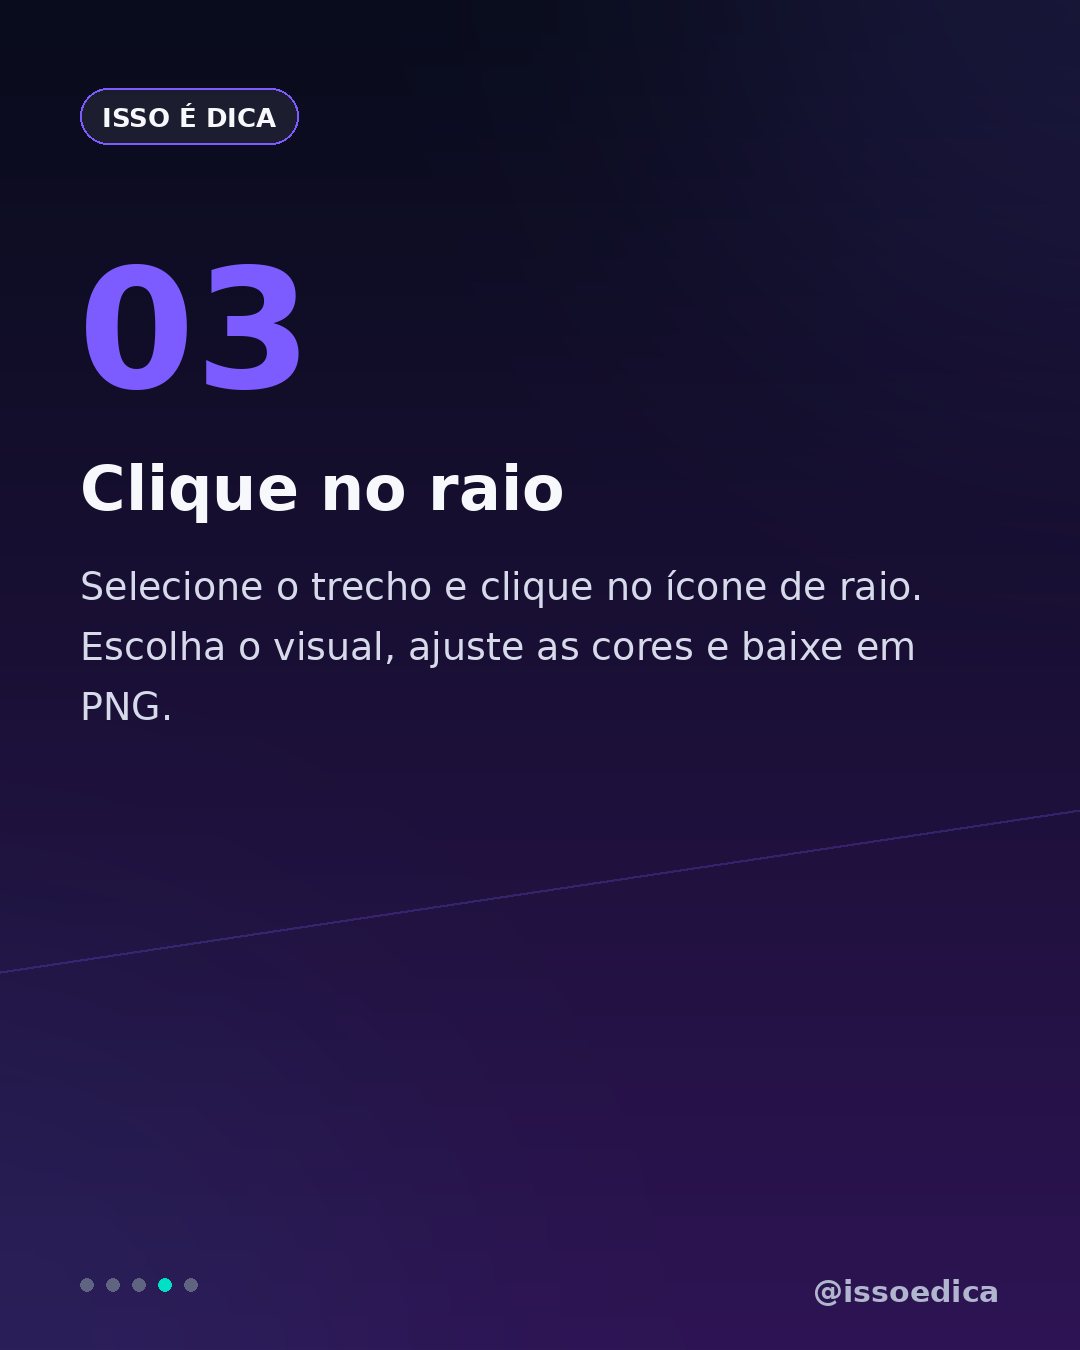 ISSO É DICA
03
Clique no raio
Selecione o trecho e clique no ícone de raio.
Escolha o visual, ajuste as cores e baixe em
PNG.
@issoedica